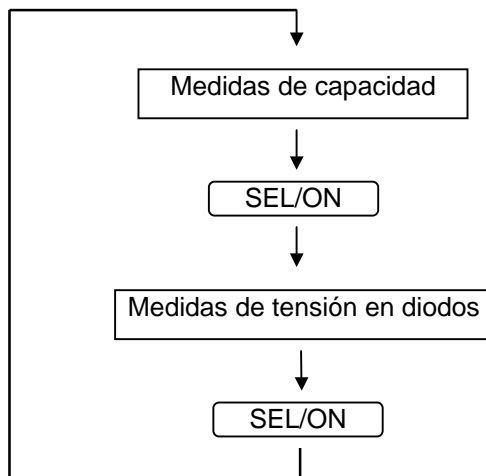 Medidas de capacidad
SEL/ON
Medidas de tensión en diodos
SEL/ON